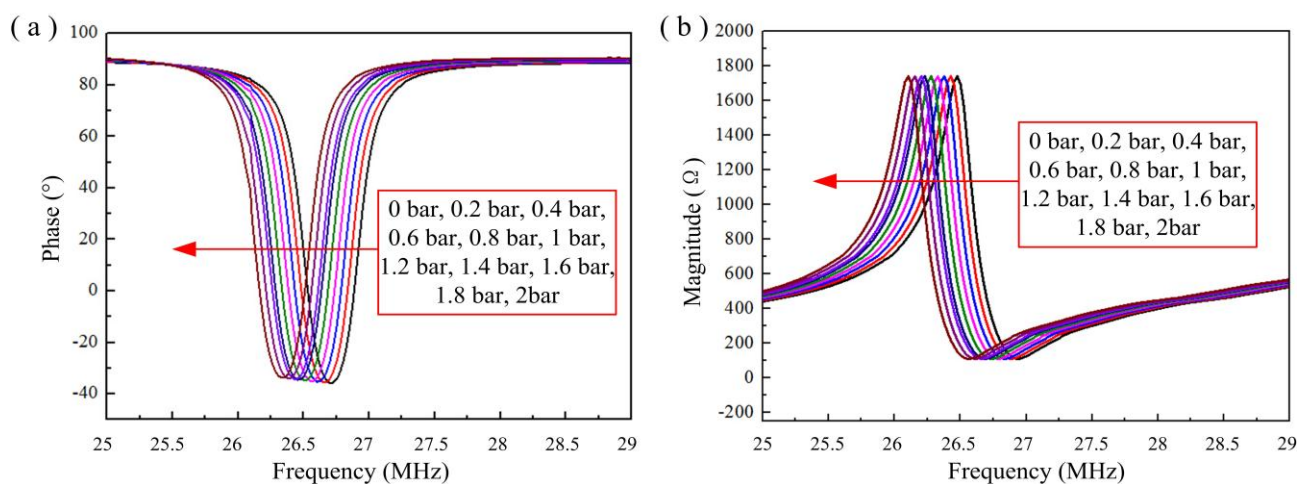 ( a )
100
80
60
40
20
0
-20
-40
Phase (°)
0 bar, 0.2 bar, 0.4 bar,
0.6 bar, 0.8 bar, 1 bar,
1.2 bar, 1.4 bar, 1.6 bar,
1.8 bar, 2bar
25 25.5 26 26.5 27 27.5 28 28.5 29
Frequency (MHz)
( b )
2000
1800
1600
1400
1200
1000
800
600
400
200
0
-200
Magnitude ( Ω )
0 bar, 0.2 bar, 0.4 bar,
0.6 bar, 0.8 bar, 1 bar,
1.2 bar, 1.4 bar, 1.6 bar,
1.8 bar, 2bar
25 25.5 26 26.5 27 27.5 28 28.5 29
Frequency (MHz)